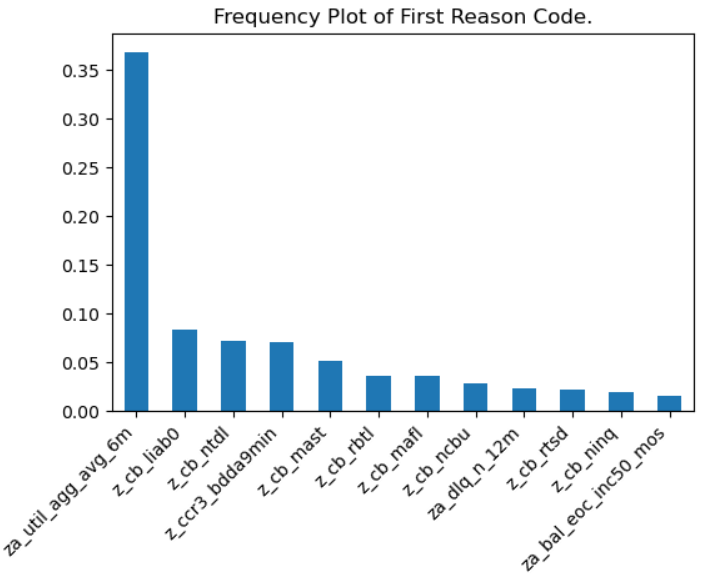 Frequency Plot of First Reason Code.
0.35
0.30
0.25
0.20
0.15
0.10
0.05
0.00
za_util_agg_avg_6m
z_cb_liab0
z_cb_ntdl
z_ccr3_bdda9min
z_cb_mast
z_cb_rbtl
z_cb_mafl
z_cb_ncbu
za_dlq_n_12m
z_cb_rtsd
z_cb_ninq
za_bal_eoc_inc50_mos